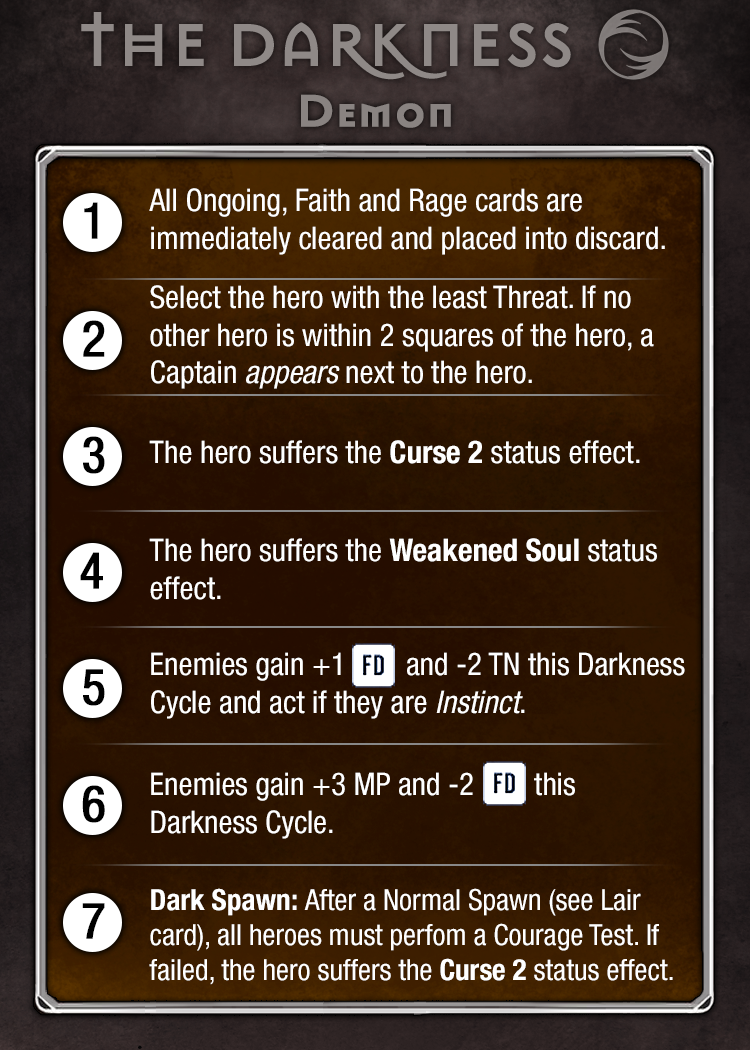 THE DARKNESS
DEMON
1
All Ongoing, Faith and Rage cards are
immediately cleared and placed into discard.
2
Select the hero with the least Threat. If no
other hero is within 2 squares of the hero, a
Captain appears next to the hero.
3
The hero suffers the Curse 2 status effect.
4
The hero suffers the Weakened Soul status
effect.
5
Enemies gain +1 FD and -2 TN this Darkness
Cycle and act if they are Instinct.
6
Enemies gain +3 MP and -2 FD this
Darkness Cycle.
7
Dark Spawn: After a Normal Spawn (see Lair
card), all heroes must perfom a Courage Test. If
failed, the hero suffers the Curse 2 status effect.